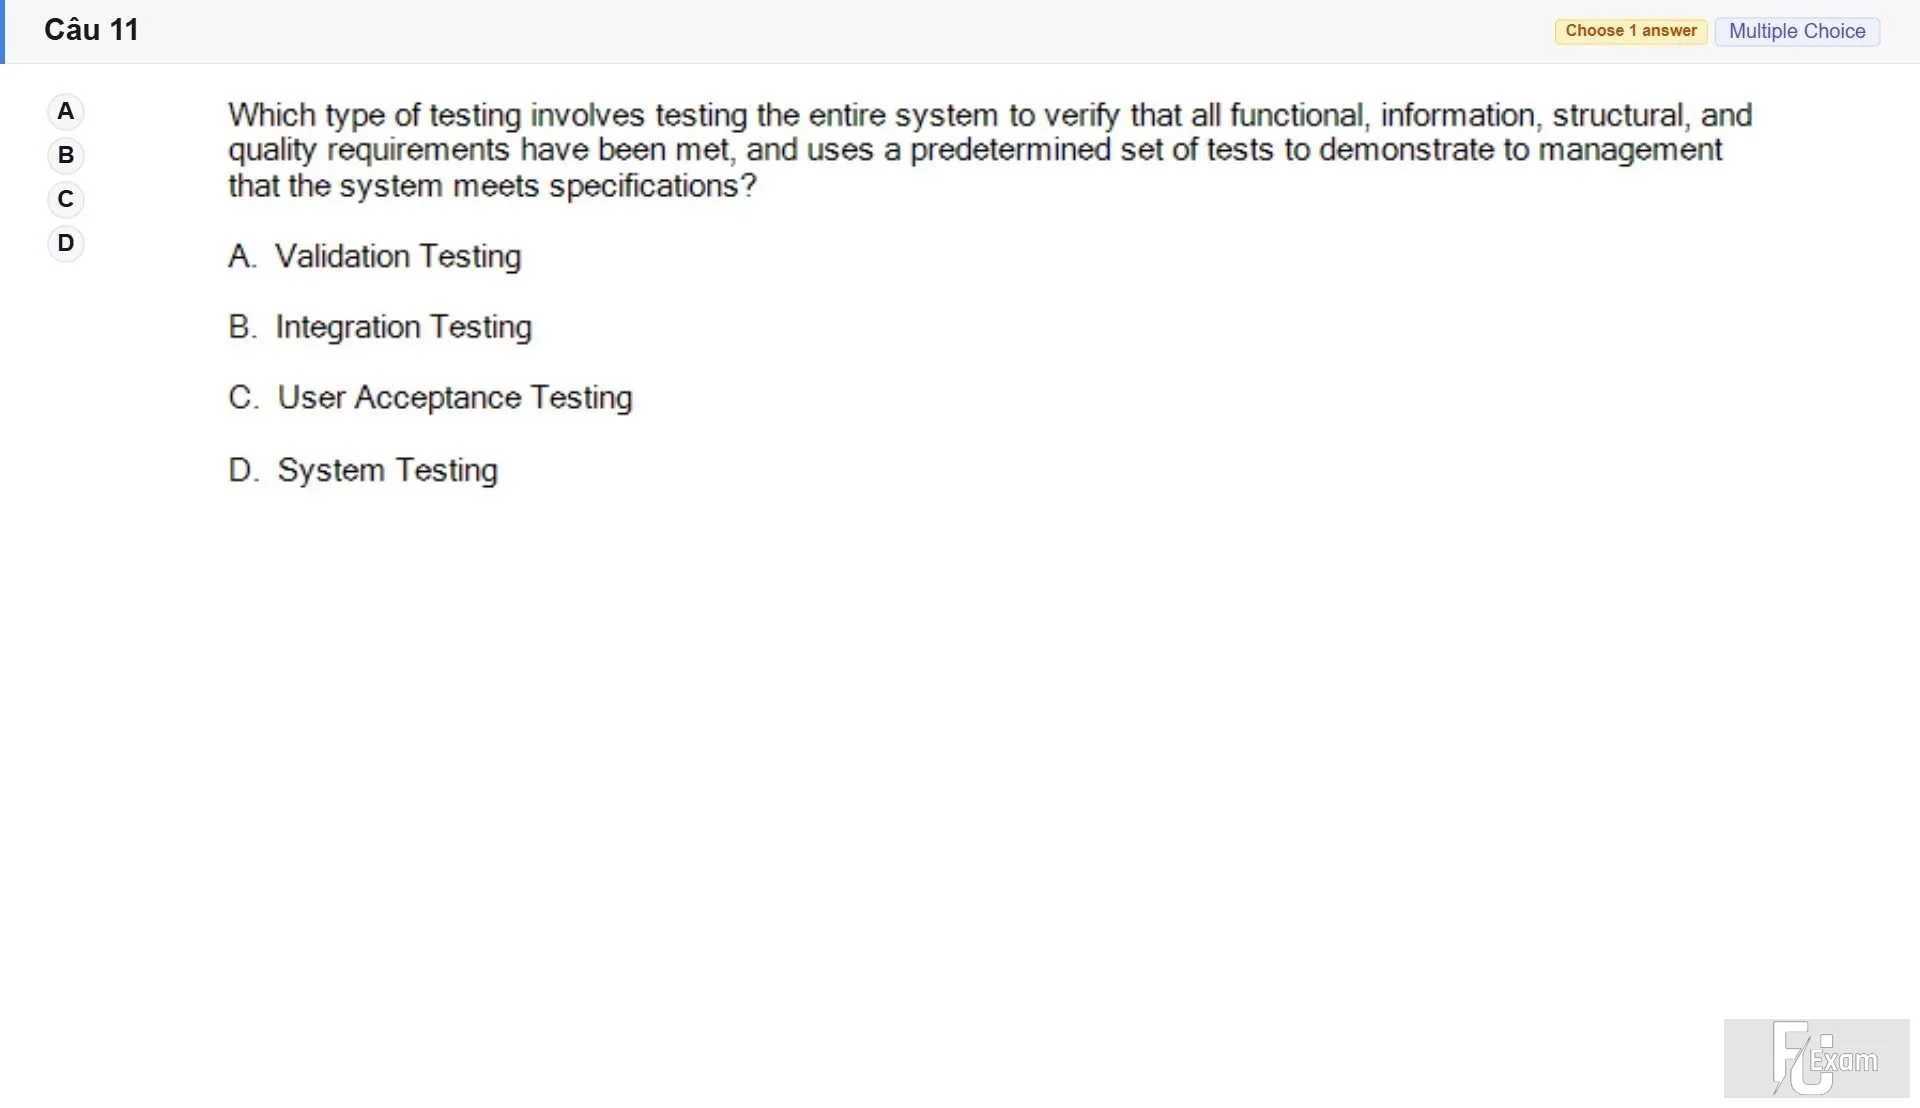 Câu 11
Choose 1 answer
Multiple Choice
A
B
C
D
Which type of testing involves testing the entire system to verify that all functional, information, structural, and
quality requirements have been met, and uses a predetermined set of tests to demonstrate to management
that the system meets specifications?
A. Validation Testing
B. Integration Testing
C. User Acceptance Testing
D. System Testing
FU Exam